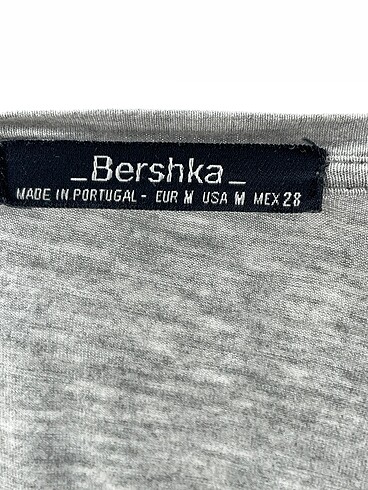 _Bershka_
MADE IN PORTUGAL - EUR M USA M MEX 28